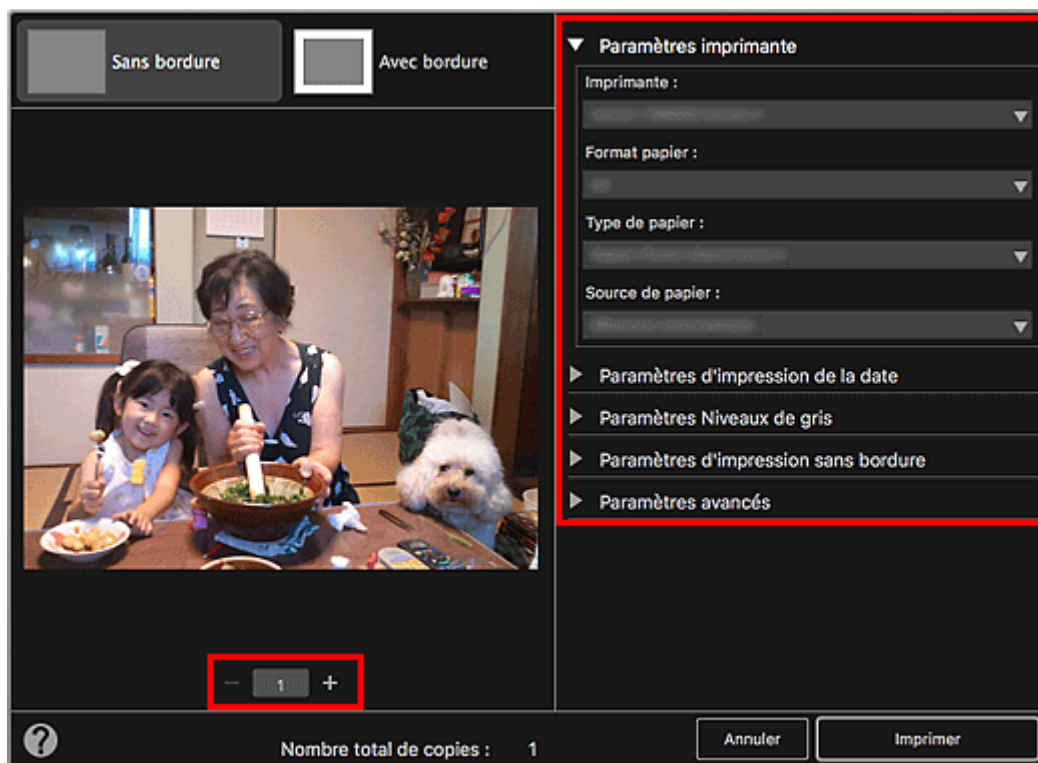 Sans bordure
Avec bordure
Paramètres imprimante
Imprimante :
Format papier :
Type de papier :
Source de papier :
Paramètres d'impression de la date
Paramètres Niveaux de gris
Paramètres d'impression sans bordure
Paramètres avancés
− 1 +
? Nombre total de copies : 1
Annuler
Imprimer